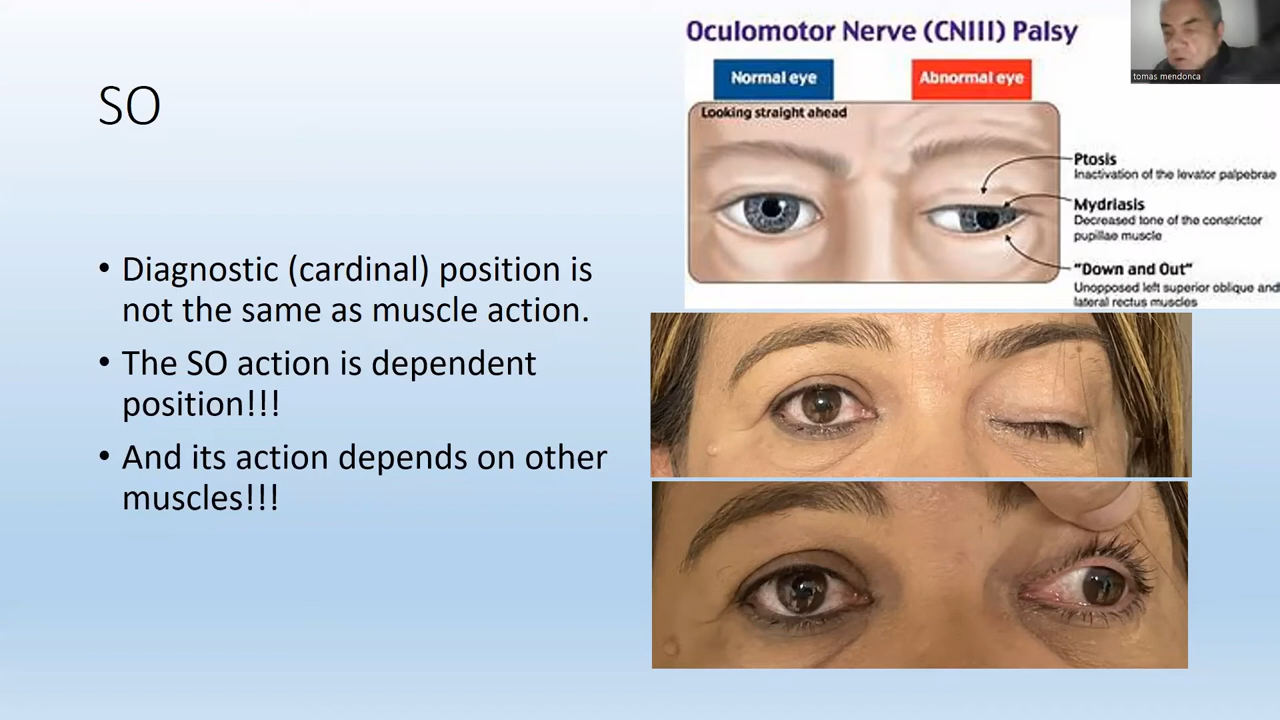 SO
• Diagnostic (cardinal) position is
not the same as muscle action.
• The SO action is dependent
position!!!
• And its action depends on other
muscles!!!
Oculomotor Nerve (CNIII) Palsy
Normal eye
Abnormal eye
Looking straight ahead
Ptosis
Inactivation of the levator palpebrae
Mydriasis
Decreased tone of the constrictor
pupillae muscle
"Down and Out"
Unopposed left superior oblique and
lateral rectus muscles
tomas mendonca